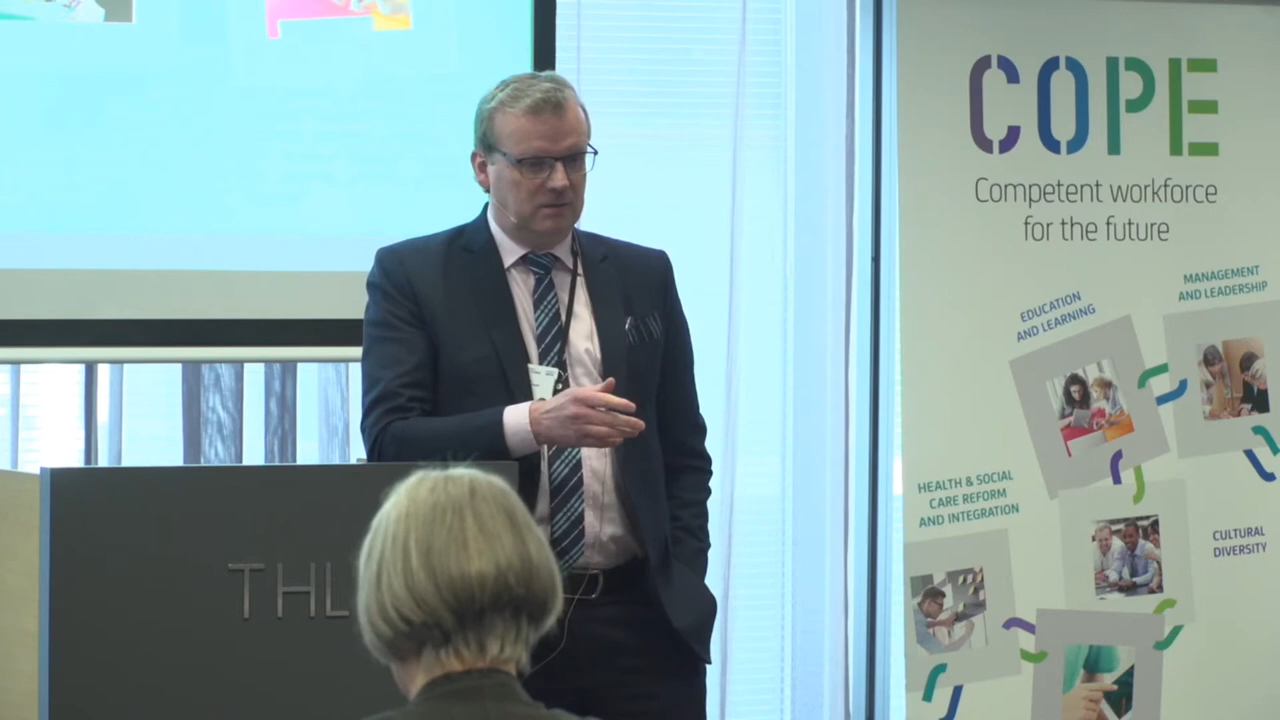 THL
COPE
Competent workforce
for the future
MANAGEMENT
AND LEADERSHIP
EDUCATION
AND LEARNING
HEALTH & SOCIAL
CARE REFORM
AND INTEGRATION
CULTURAL
DIVERSITY